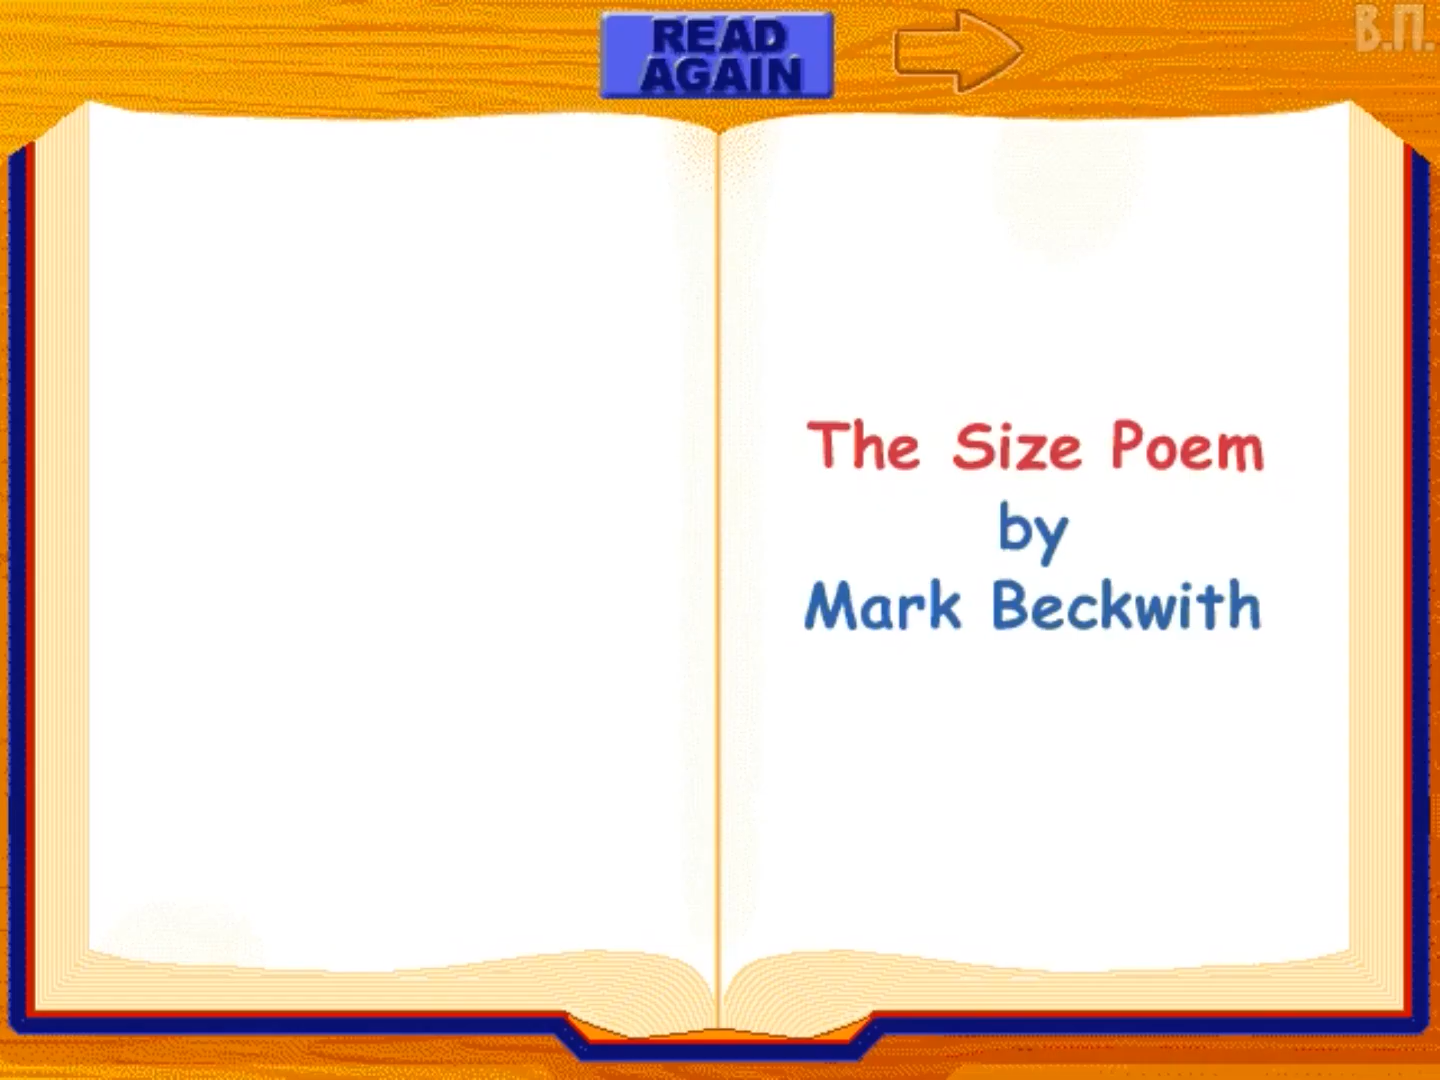 READ
AGAIN
В.П.
The Size Poem
by
Mark Beckwith